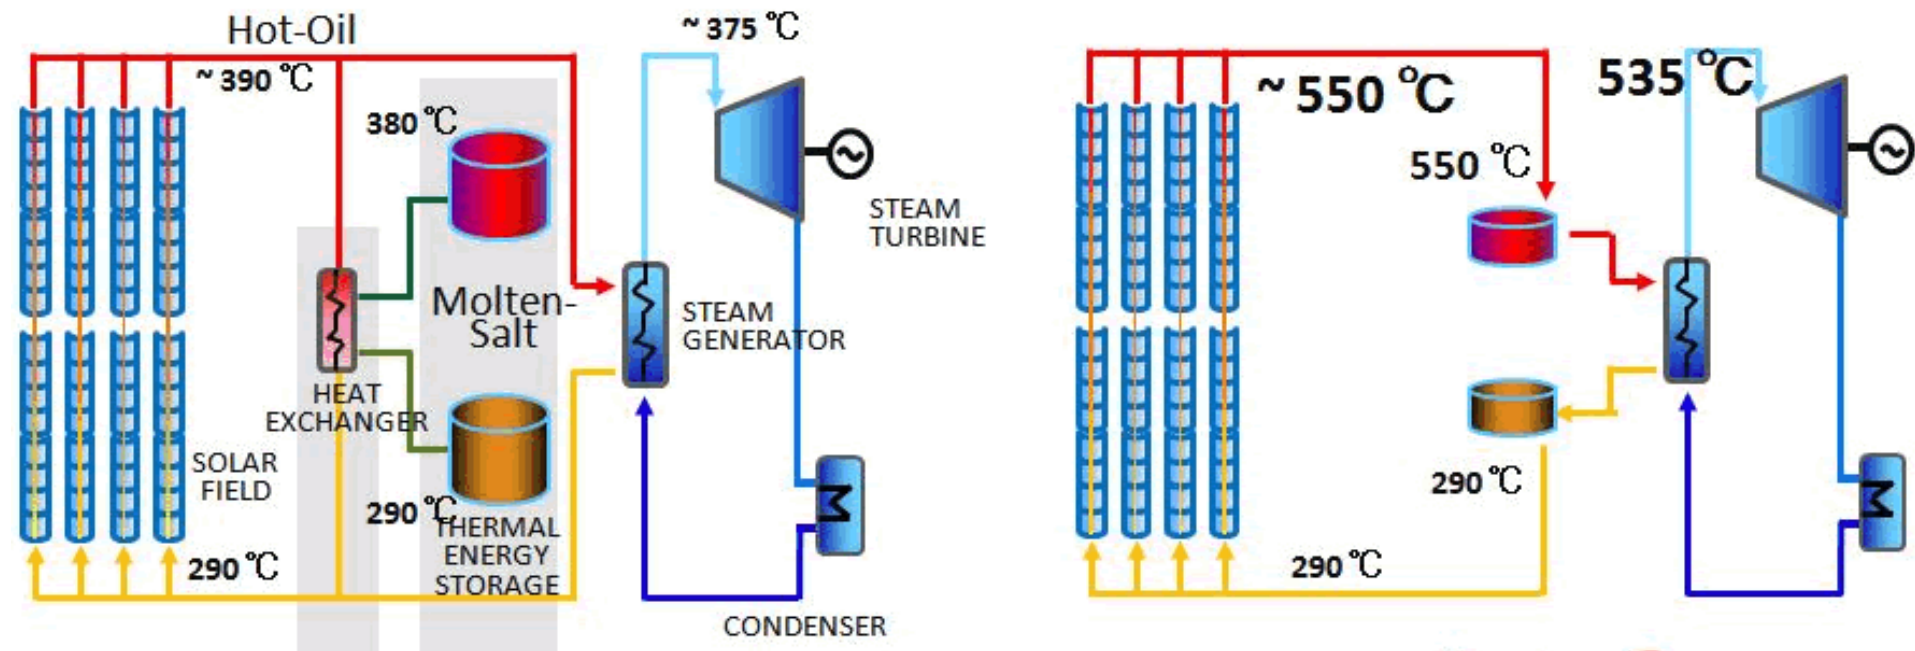 Hot-Oil
~ 390 ℃
~ 375 ℃
380 ℃
STEAM
TURBINE
Molten-
Salt
STEAM
GENERATOR
HEAT
EXCHANGER
SOLAR
FIELD
290 ℃
THERMAL
ENERGY
STORAGE
290 ℃
CONDENSER
~ 550 ℃
535 ℃
550 ℃
290 ℃
290 ℃